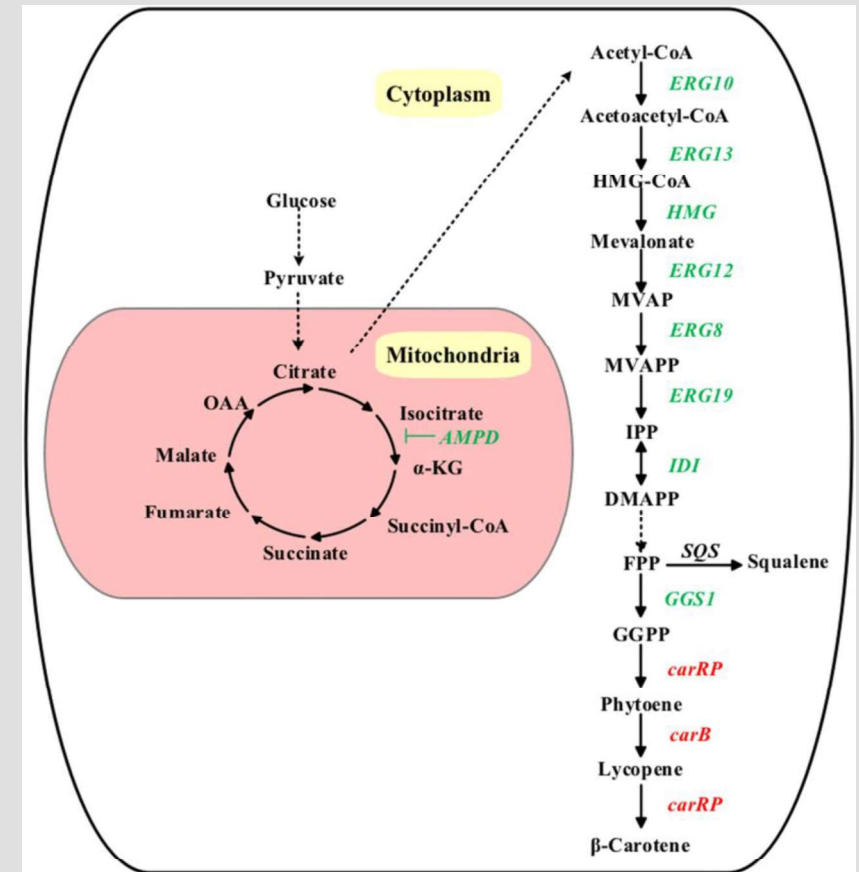 Cytoplasm
Glucose
Pyruvate
Mitochondria
Citrate
OAA
Isocitrate
AMPD
Malate
α-KG
Fumarate
Succinyl-CoA
Succinate
Acetyl-CoA
ERG10
Acetoacetyl-CoA
ERG13
HMG-CoA
HMG
Mevalonate
ERG12
MVAP
ERG8
MVAPP
ERG19
IPP
IDI
DMAPP
FPP SQS Squalene
GGS1
GGPP
carRP
Phytoene
carB
Lycopene
carRP
β-Carotene